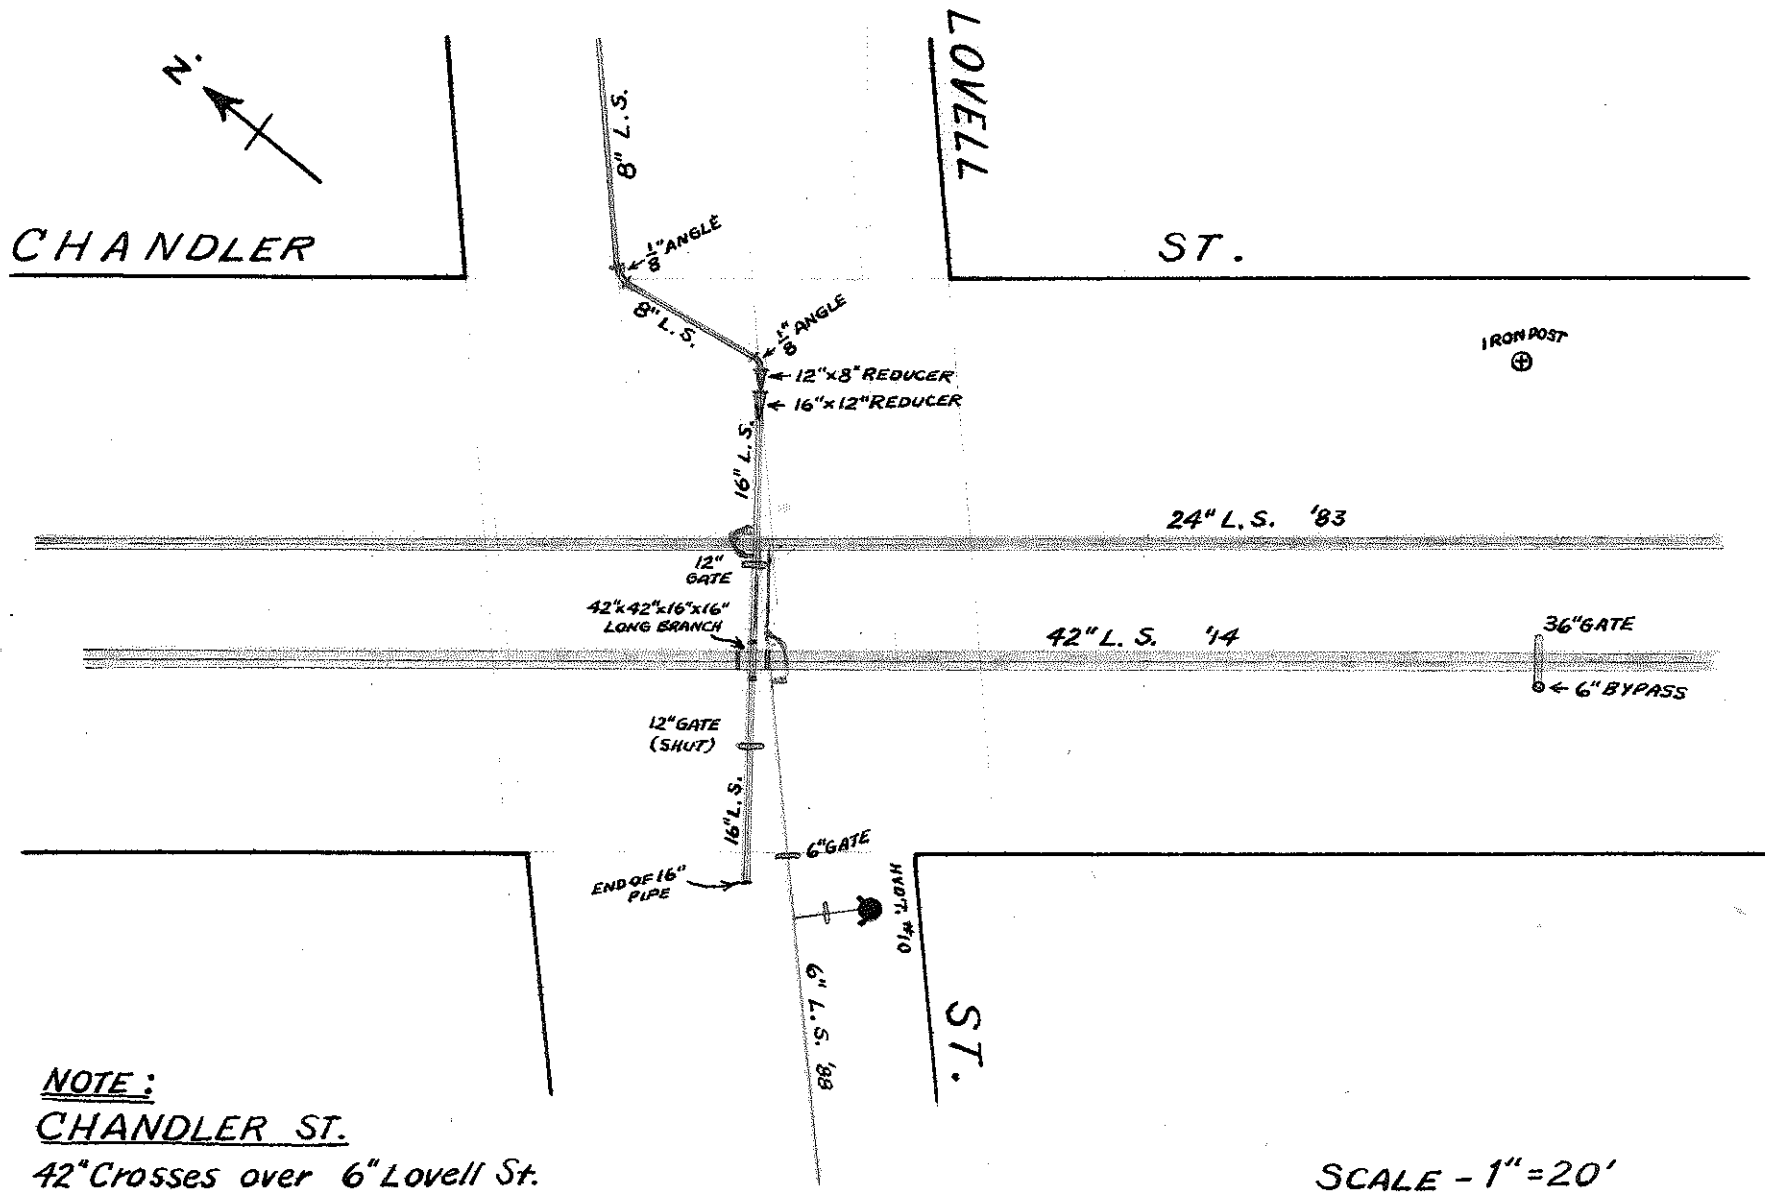 N.
LOVELL
8" L.S.
CHANDLER
1/8" ANGLE
ST.
8" L.S.
1/8" ANGLE
IRON POST
12"x8" REDUCER
16"x12" REDUCER
16" L.S.
24" L.S. '83
12"
GATE
42"x42"x16"x16"
LONG BRANCH
42" L.S. '14
36" GATE
6" BYPASS
12" GATE
(SHUT)
16" L.S.
6" GATE
END OF 16"
PIPE
HYDT. #10
6" L.S. '88
ST.
NOTE:
CHANDLER ST.
42" Crosses over 6" Lovell St.
SCALE - 1" = 20'